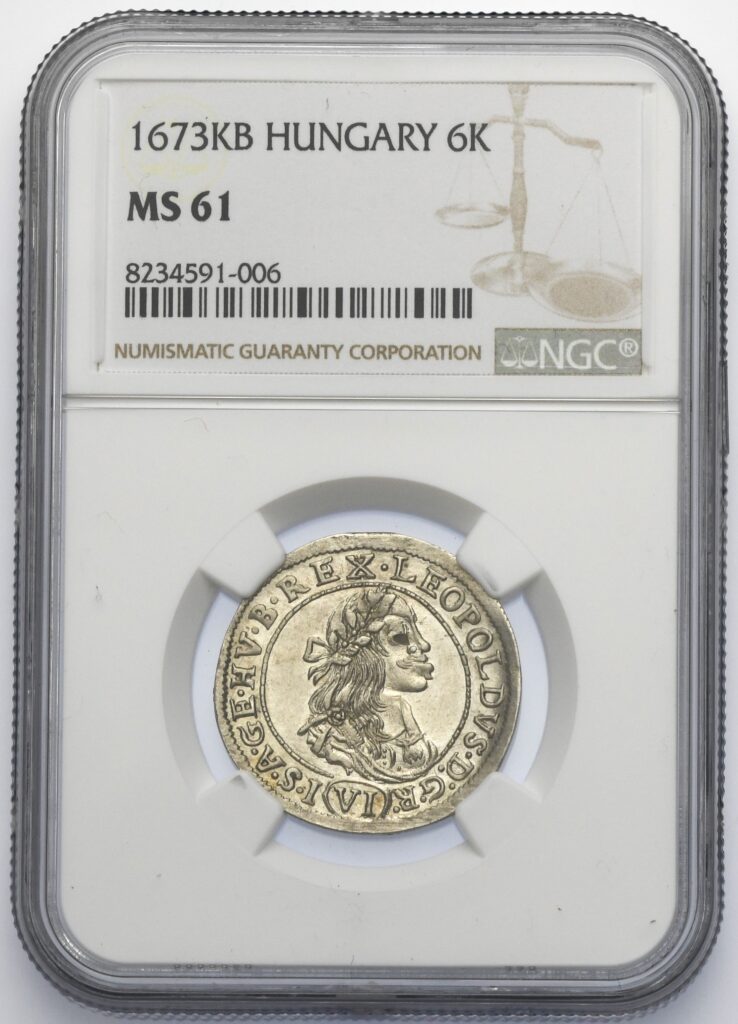 1673KB HUNGARY 6K
MS 61
8234591-006
NUMISMATIC GUARANTY CORPORATION
NGC®
LEOPOLDVS·D:G:R:I·S·A·GE·HV·B·REX·
(VI)